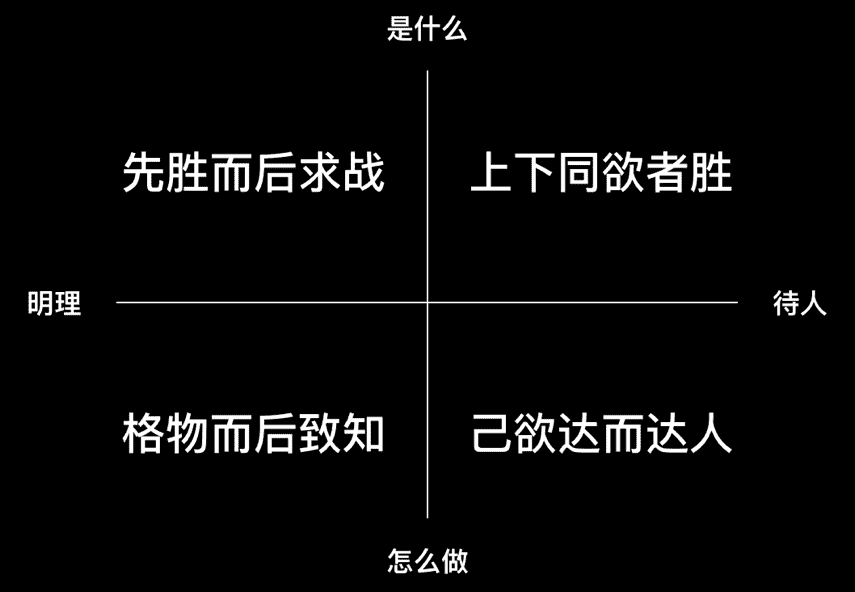 是什么
先胜而后求战
上下同欲者胜
明理
待人
格物而后致知
己欲达而达人
怎么做